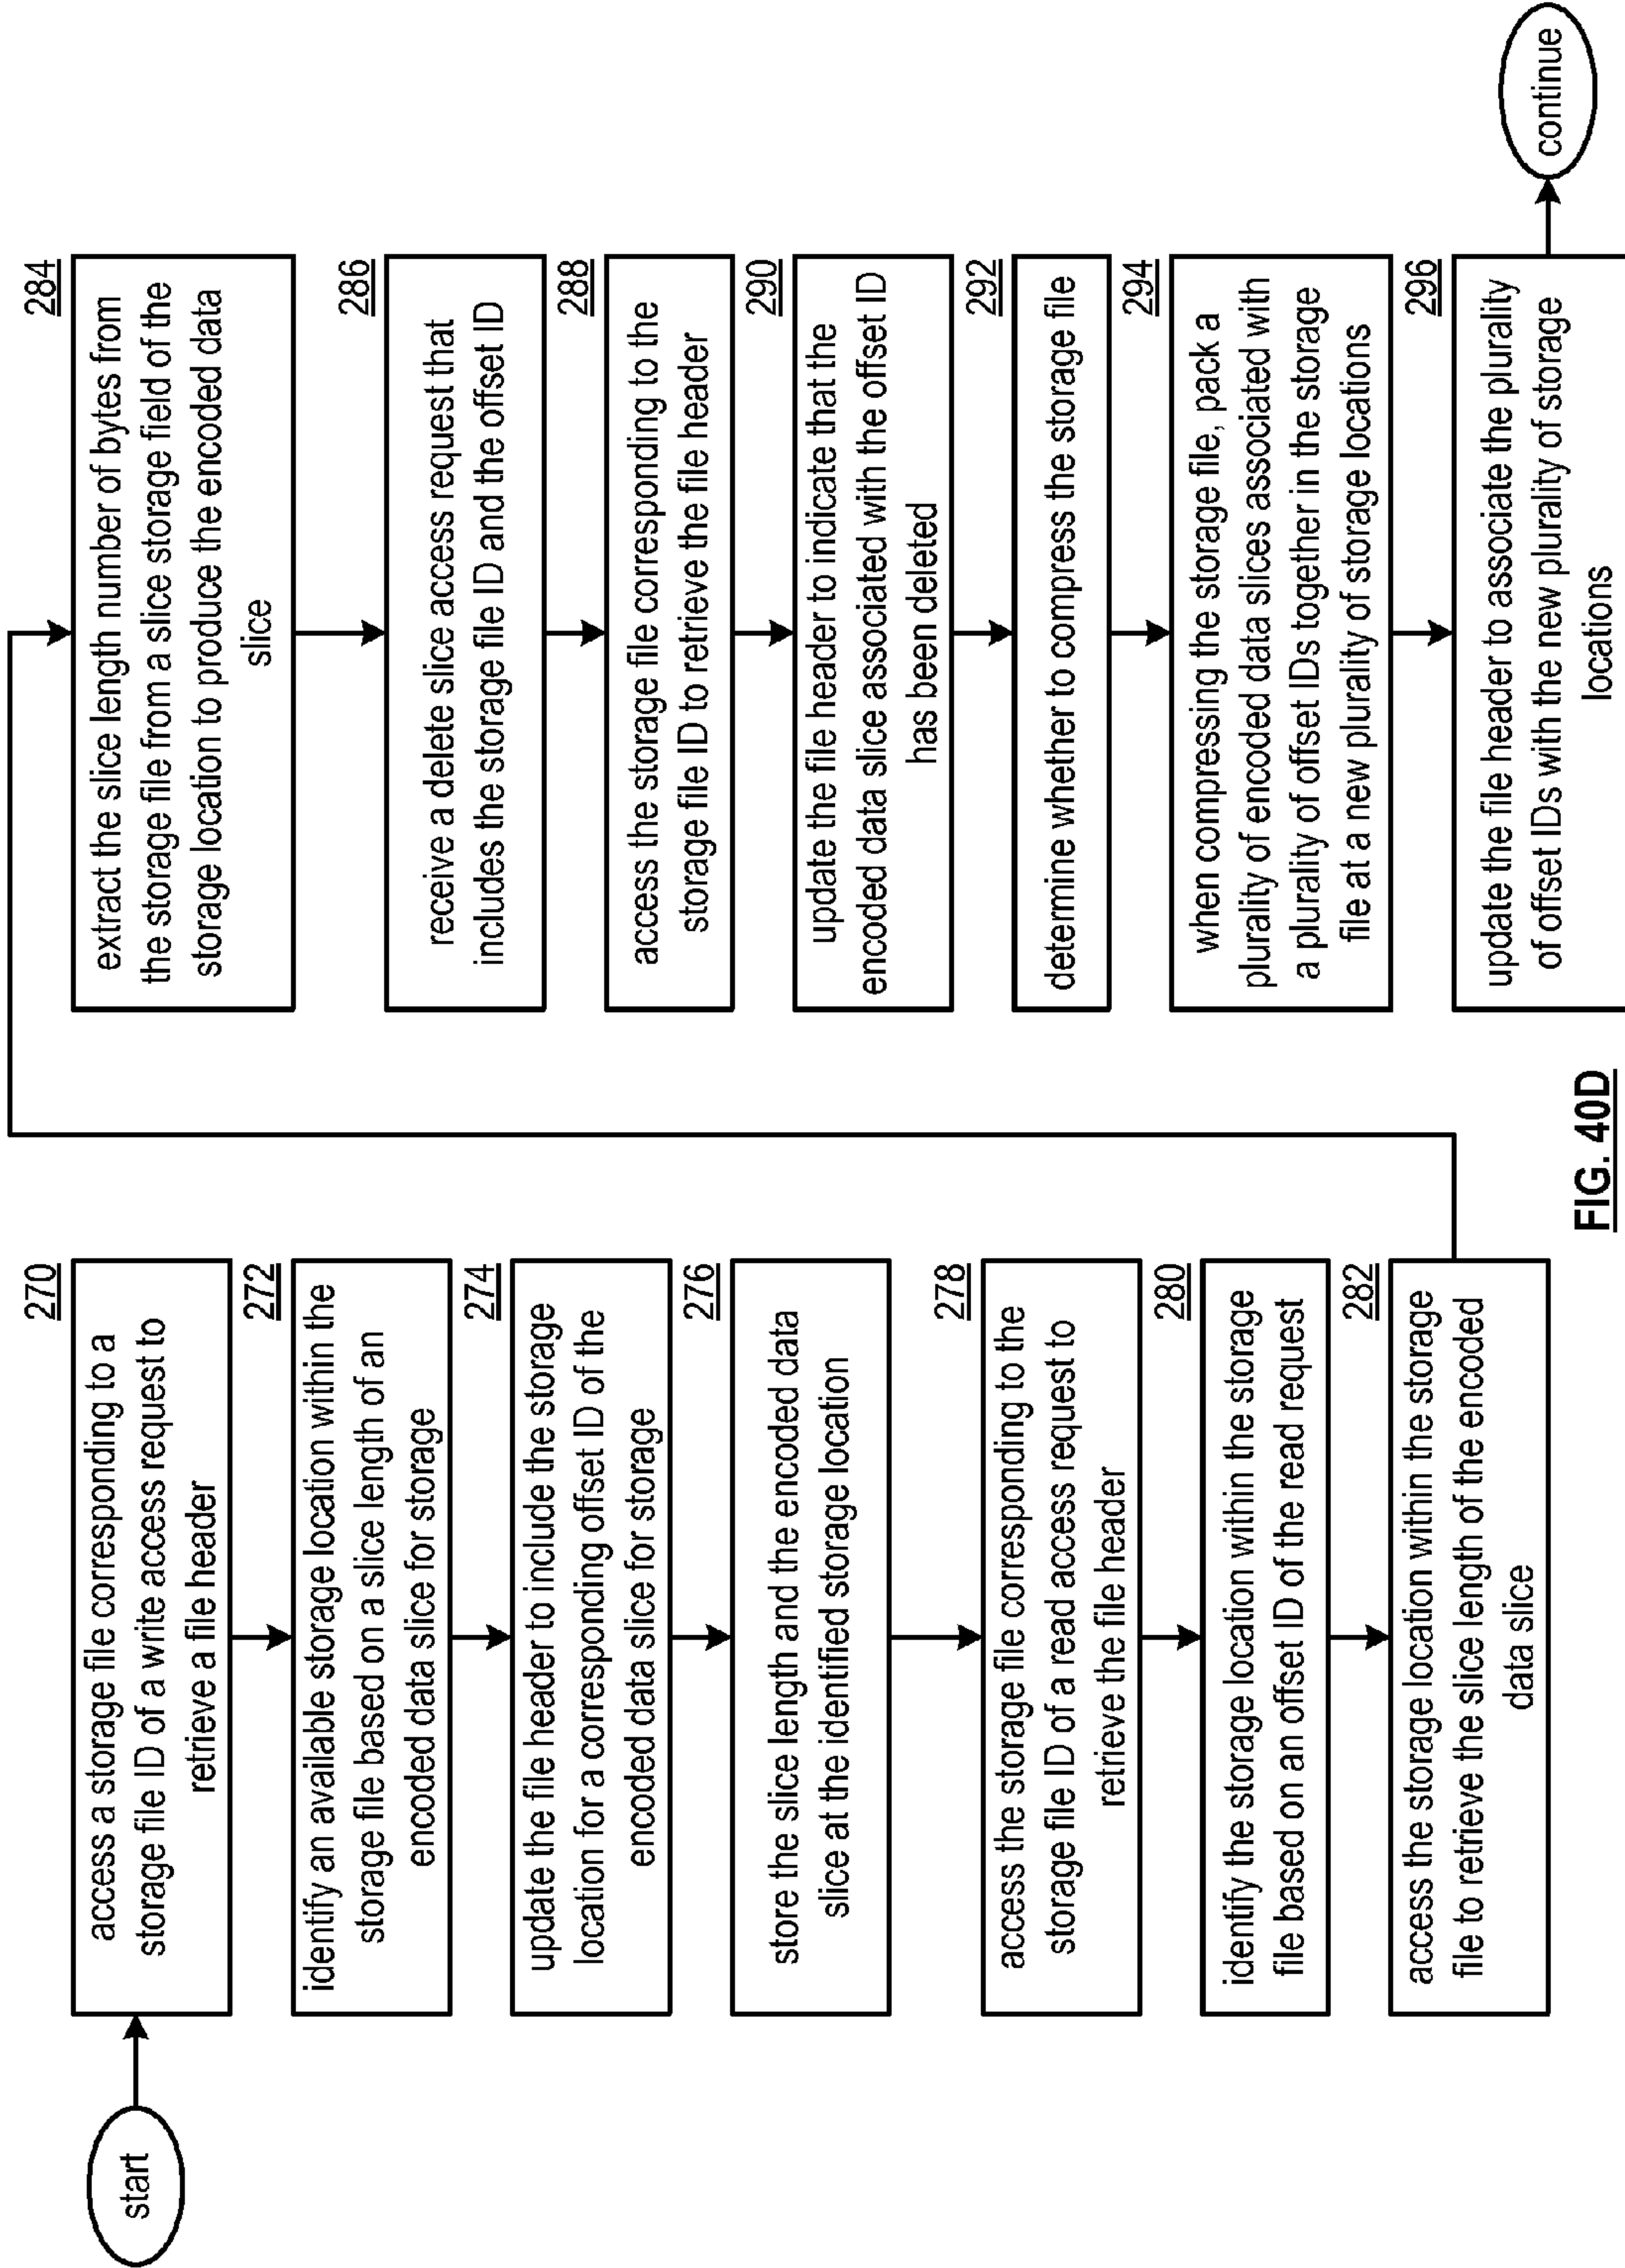 start
270
access a storage file corresponding to a
storage file ID of a write access request to
retrieve a file header
272
identify an available storage location within the
storage file based on a slice length of an
encoded data slice for storage
274
update the file header to include the storage
location for a corresponding offset ID of the
encoded data slice for storage
276
store the slice length and the encoded data
slice at the identified storage location
278
access the storage file corresponding to the
storage file ID of a read access request to
retrieve the file header
280
identify the storage location within the storage
file based on an offset ID of the read request
282
access the storage location within the storage
file to retrieve the slice length of the encoded
data slice
284
extract the slice length number of bytes from
the storage file from a slice storage field of the
storage location to produce the encoded data
slice
286
receive a delete slice access request that
includes the storage file ID and the offset ID
288
access the storage file corresponding to the
storage file ID to retrieve the file header
290
update the file header to indicate that the
encoded data slice associated with the offset ID
has been deleted
292
determine whether to compress the storage file
294
when compressing the storage file, pack a
plurality of encoded data slices associated with
a plurality of offset IDs together in the storage
file at a new plurality of storage locations
296
update the file header to associate the plurality
of offset IDs with the new plurality of storage
locations
continue
FIG. 40D